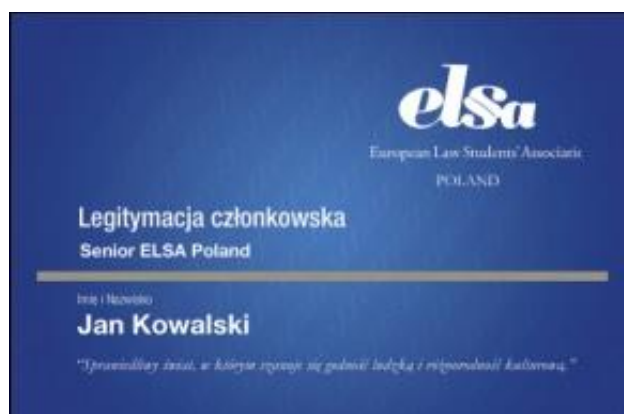 elsa
European Law Students' Associatic
POLAND
Legitymacja członkowska
Senior ELSA Poland
Imię i Nazwisko
Jan Kowalski
"Sprawiedliwy świat, w którym szanuje się godność ludzką i różnorodność kulturową."